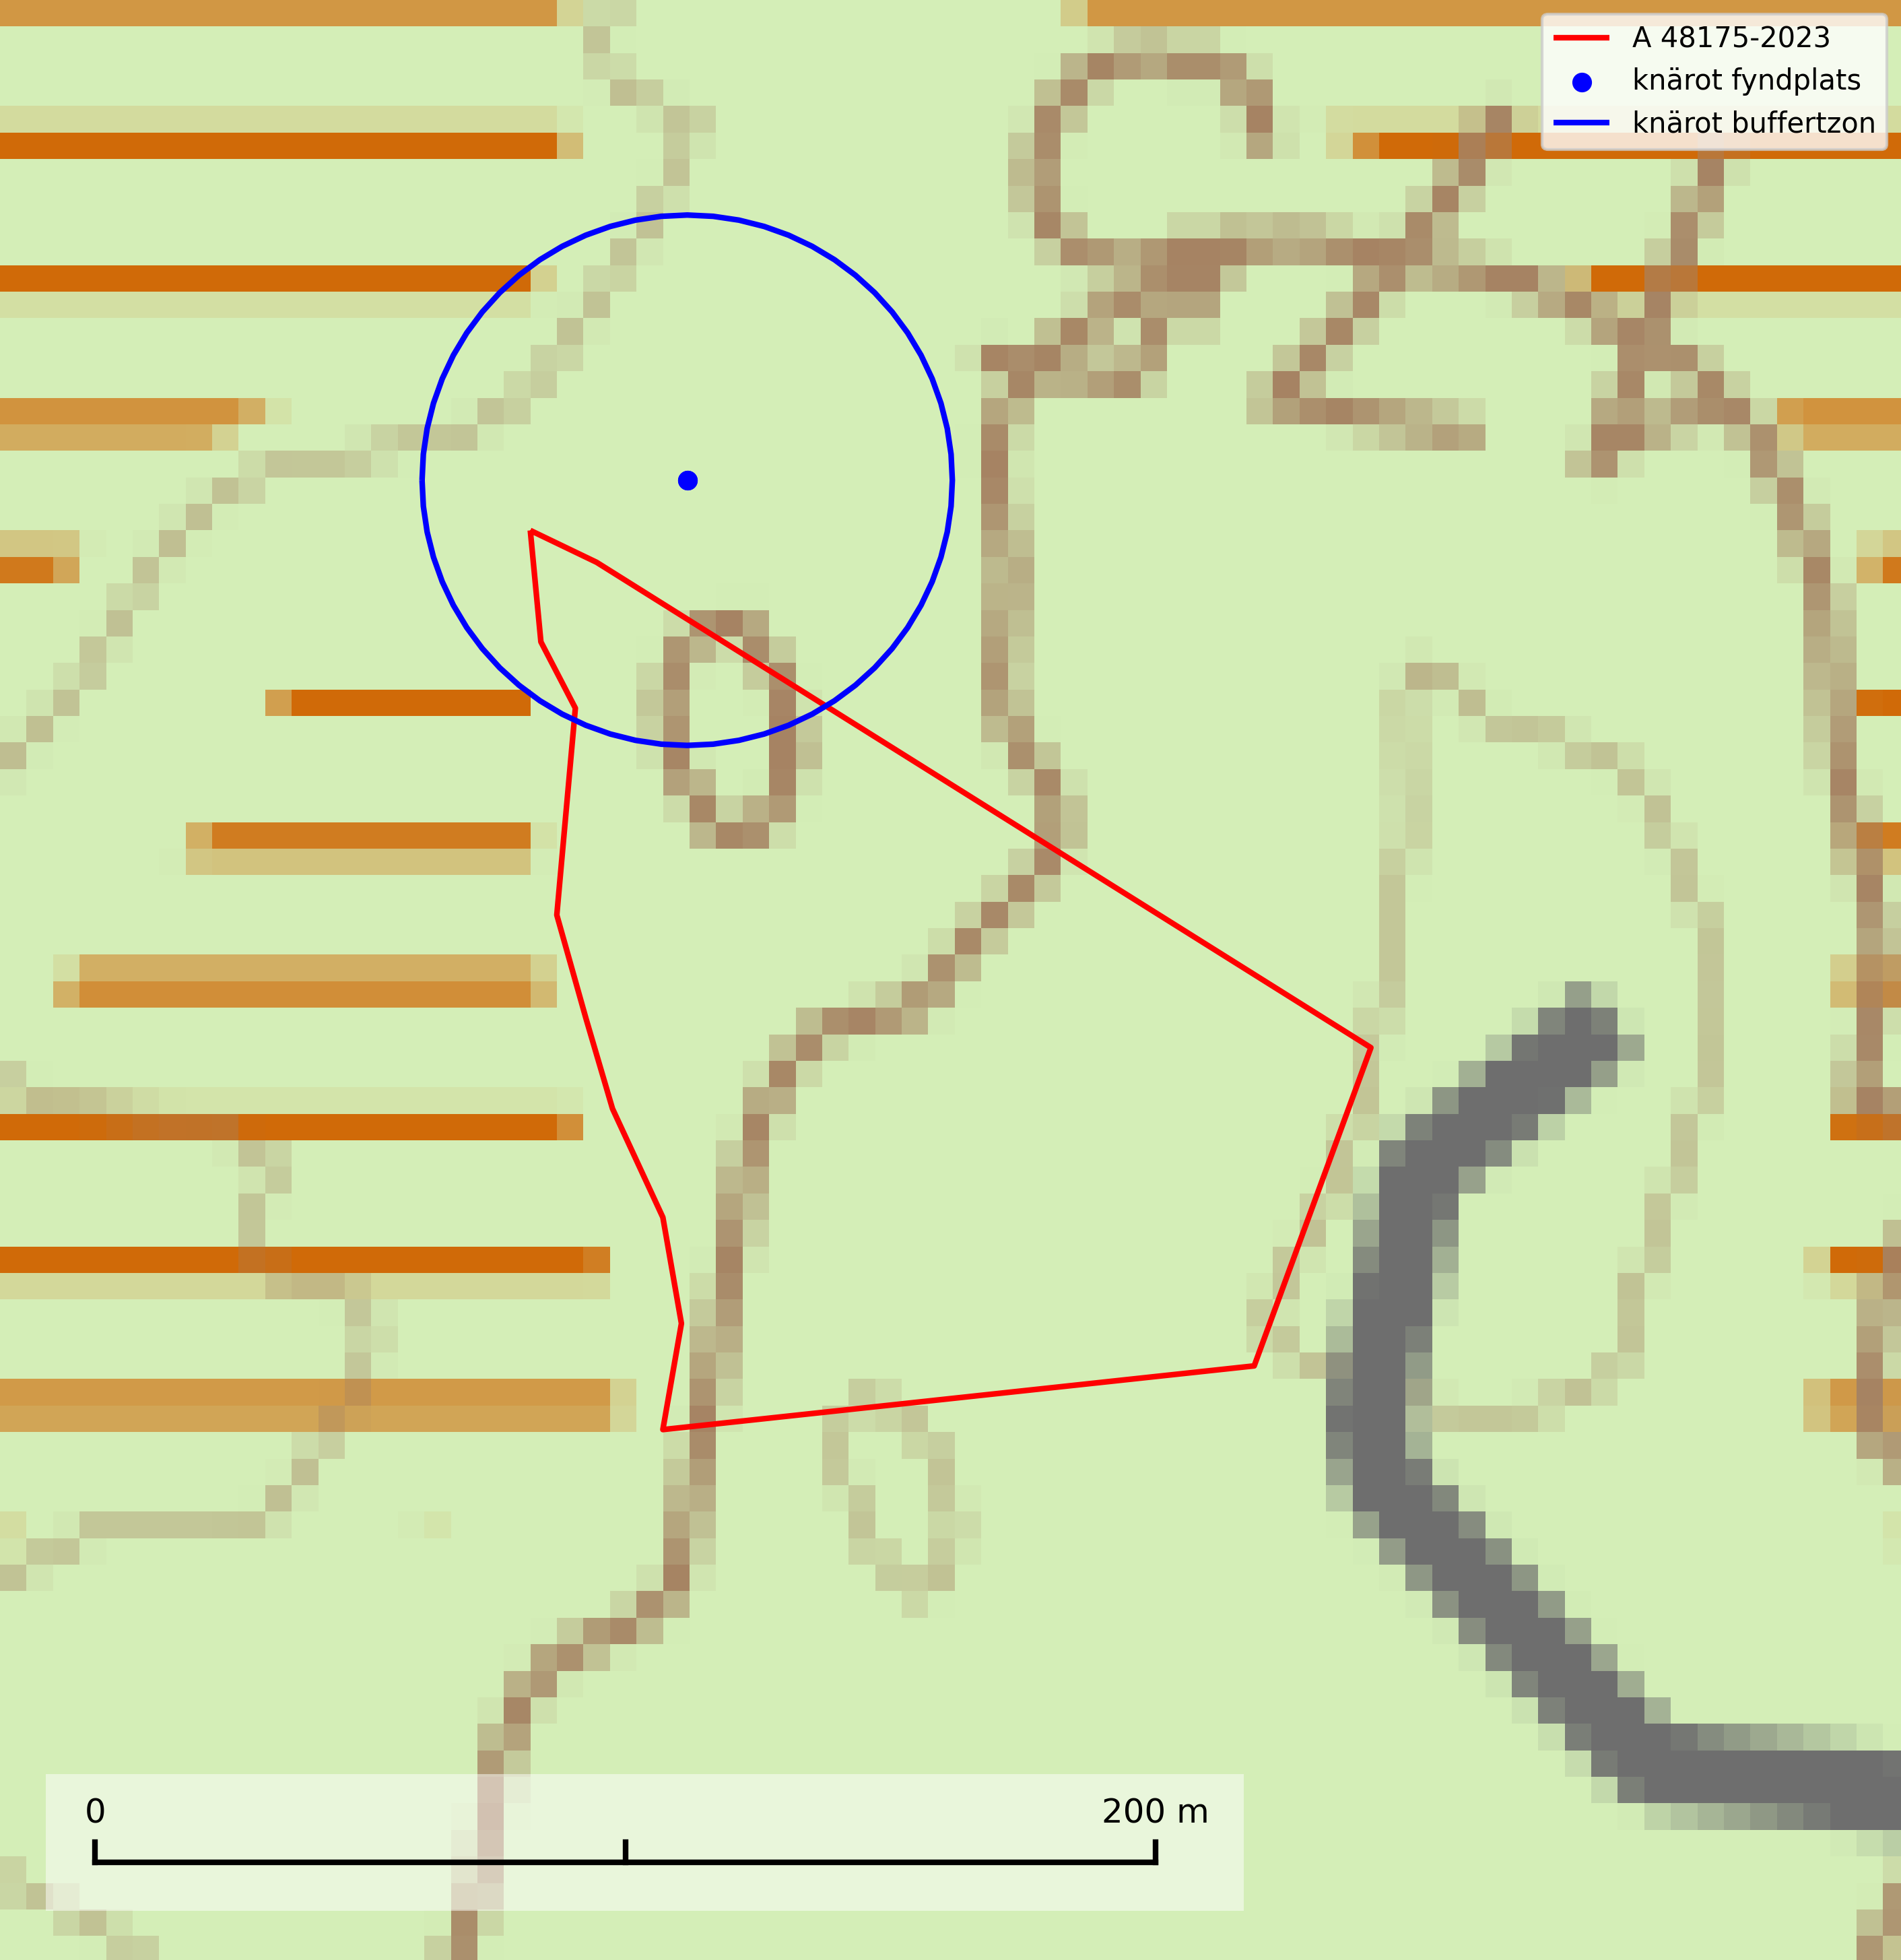 A 48175-2023
knärot fyndplats
knärot buffertzon
0
200 m